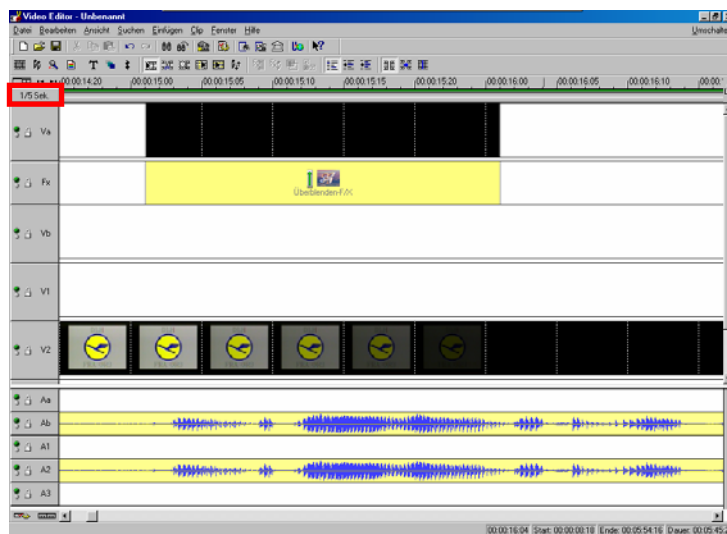 Video Editor - Unbenannt
Datei Bearbeiten Ansicht Suchen Einfügen Clip Fenster Hilfe Umschalte
00:00:14:20 00:00:15:00 00:00:15:05 00:00:15:10 00:00:15:15 00:00:15:20 00:00:16:00 00:00:16:05 00:00:16:10 00:00:
1/5 Sek.
Va
Fx
Überblenden-F/X
Vb
V1
V2
Aa
Ab
A1
A2
A3
00:00:16:04 Start: 00:00:00:18 Ende: 00:05:54:16 Dauer: 00:05:45:2